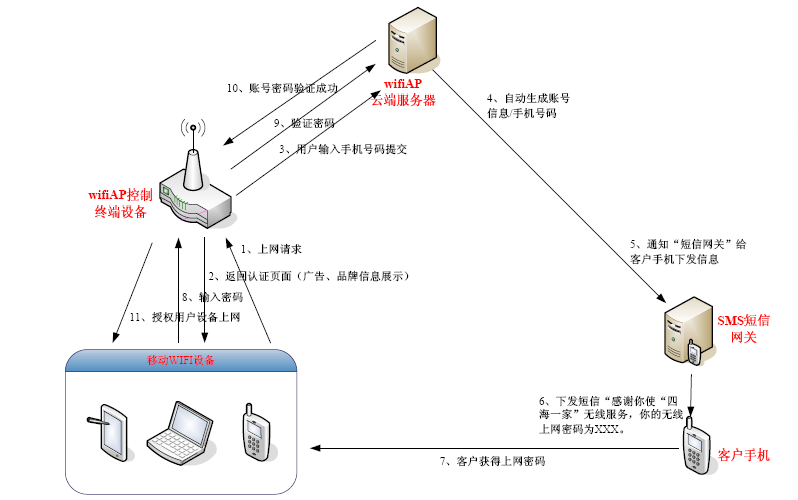 wifiAP
云端服务器
10、账号密码验证成功
9、验证密码
3、用户输入手机号码提交
4、自动生成账号
信息/手机号码
wifiAP控制
终端设备
1、上网请求
2、返回认证页面（广告、品牌信息展示）
8、输入密码
11、授权用户设备上网
5、通知“短信网关”给
客户手机下发信息
SMS短信
网关
移动WIFI设备
6、下发短信“感谢你使“四
海一家”无线服务，你的无线
上网密码为XXX。
客户手机
7、客户获得上网密码